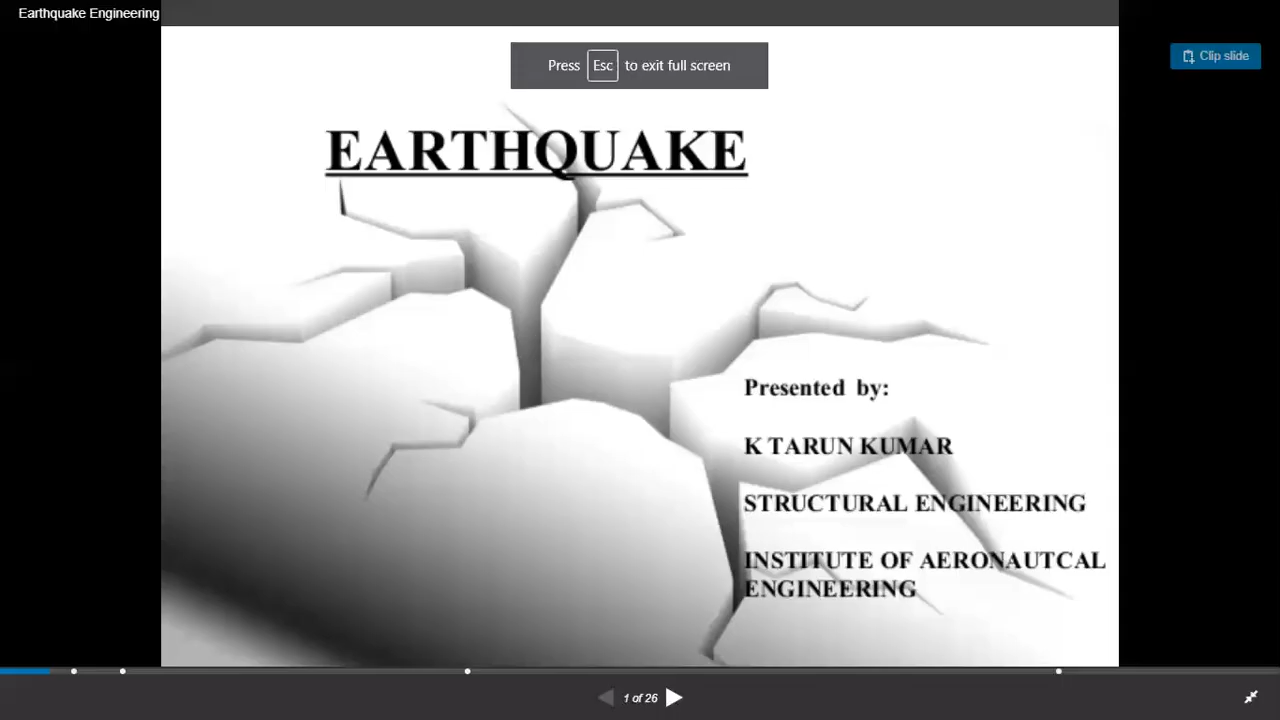 Earthquake Engineering
Press Esc to exit full screen
Clip slide
EARTHQUAKE
Presented by:
K TARUN KUMAR
STRUCTURAL ENGINEERING
INSTITUTE OF AERONAUTCAL
ENGINEERING
1 of 26